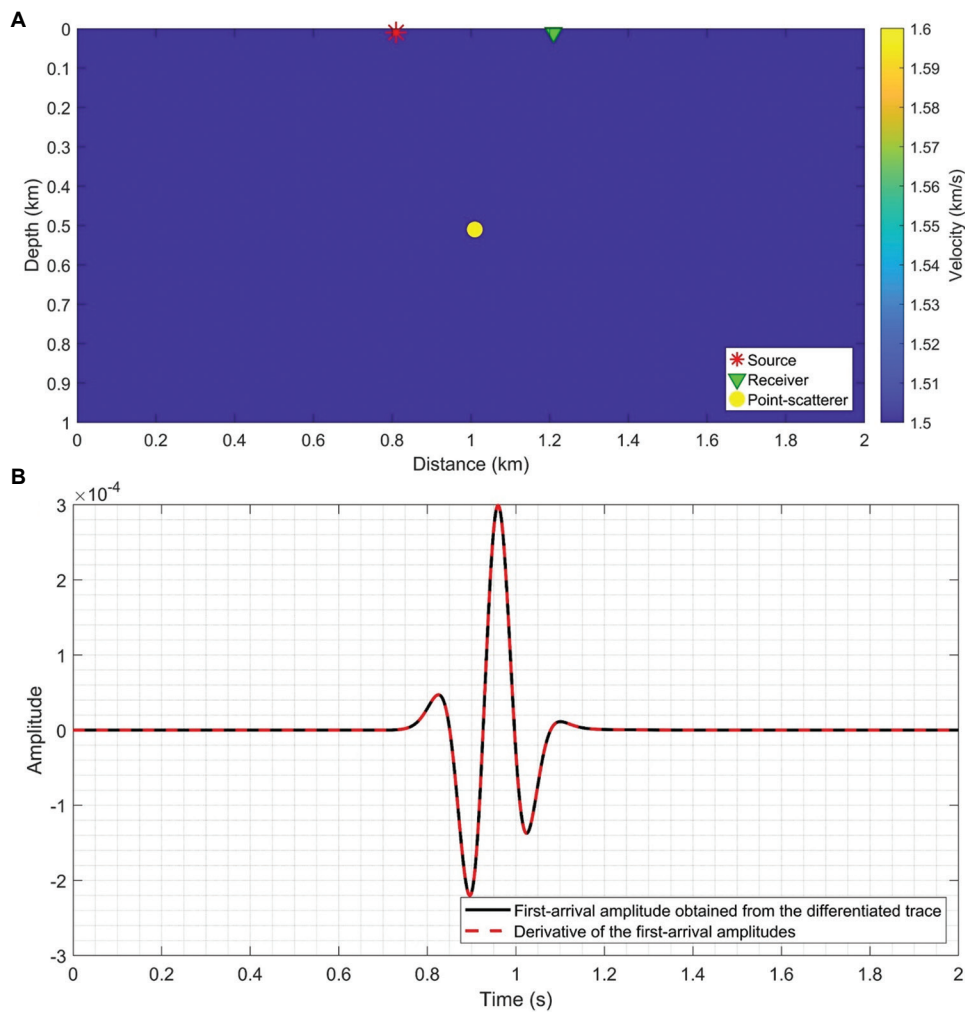 A
0
0.1
0.2
0.3
0.4
0.5
0.6
0.7
0.8
0.9
1
Depth (km)
0 0.2 0.4 0.6 0.8 1 1.2 1.4 1.6 1.8 2
Distance (km)
Source
Receiver
Point-scatterer
1.6
1.59
1.58
1.57
1.56
1.55
1.54
1.53
1.52
1.51
1.5
Velocity (km/s)
B
×10⁻⁴
3
2
1
0
-1
-2
-3
Amplitude
First-arrival amplitude obtained from the differentiated trace
Derivative of the first-arrival amplitudes
0 0.2 0.4 0.6 0.8 1 1.2 1.4 1.6 1.8 2
Time (s)